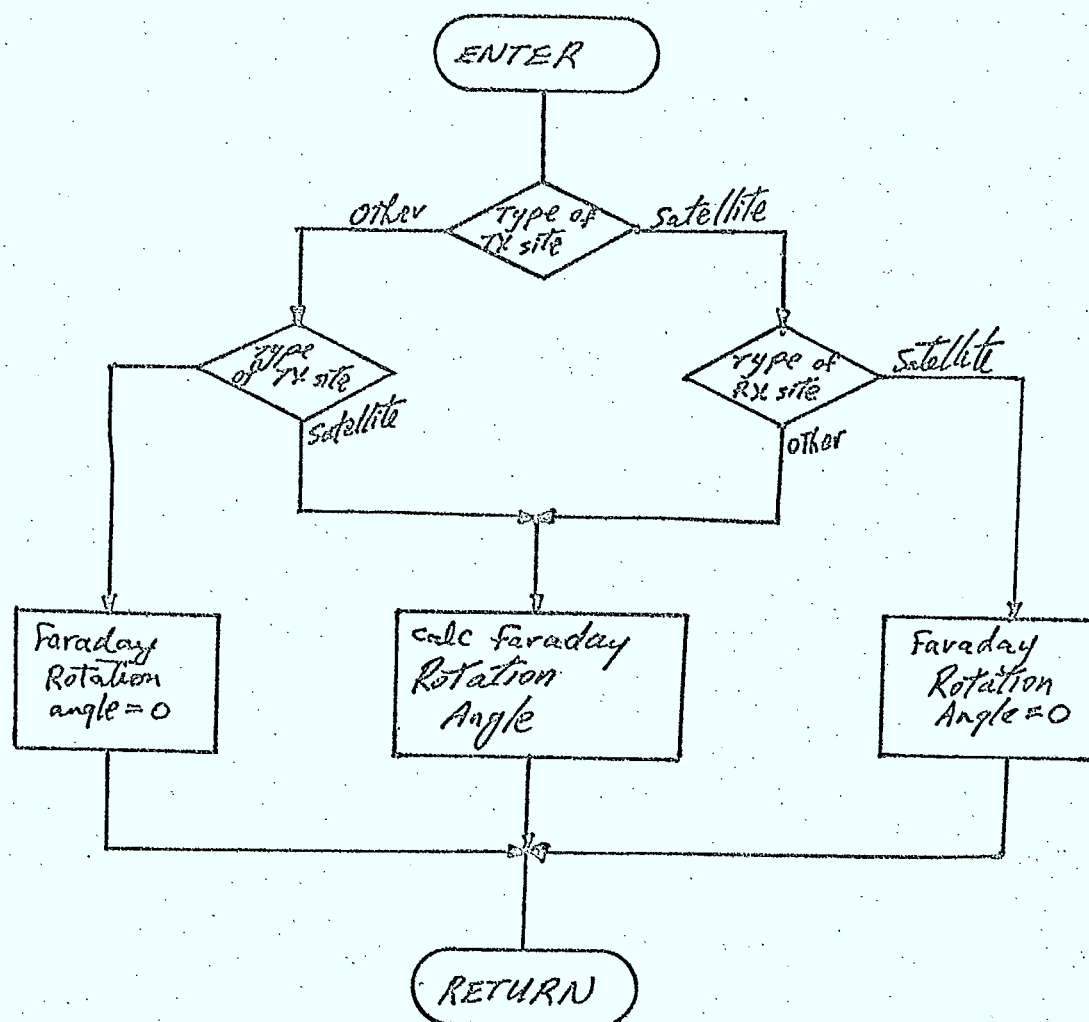 ENTER
Other
Type of
TX site
Satellite
Type
of TX site
Satellite
Type of
RX site
Satellite
other
Faraday
Rotation
angle = 0
calc Faraday
Rotation
Angle
Faraday
Rotation
Angle = 0
RETURN